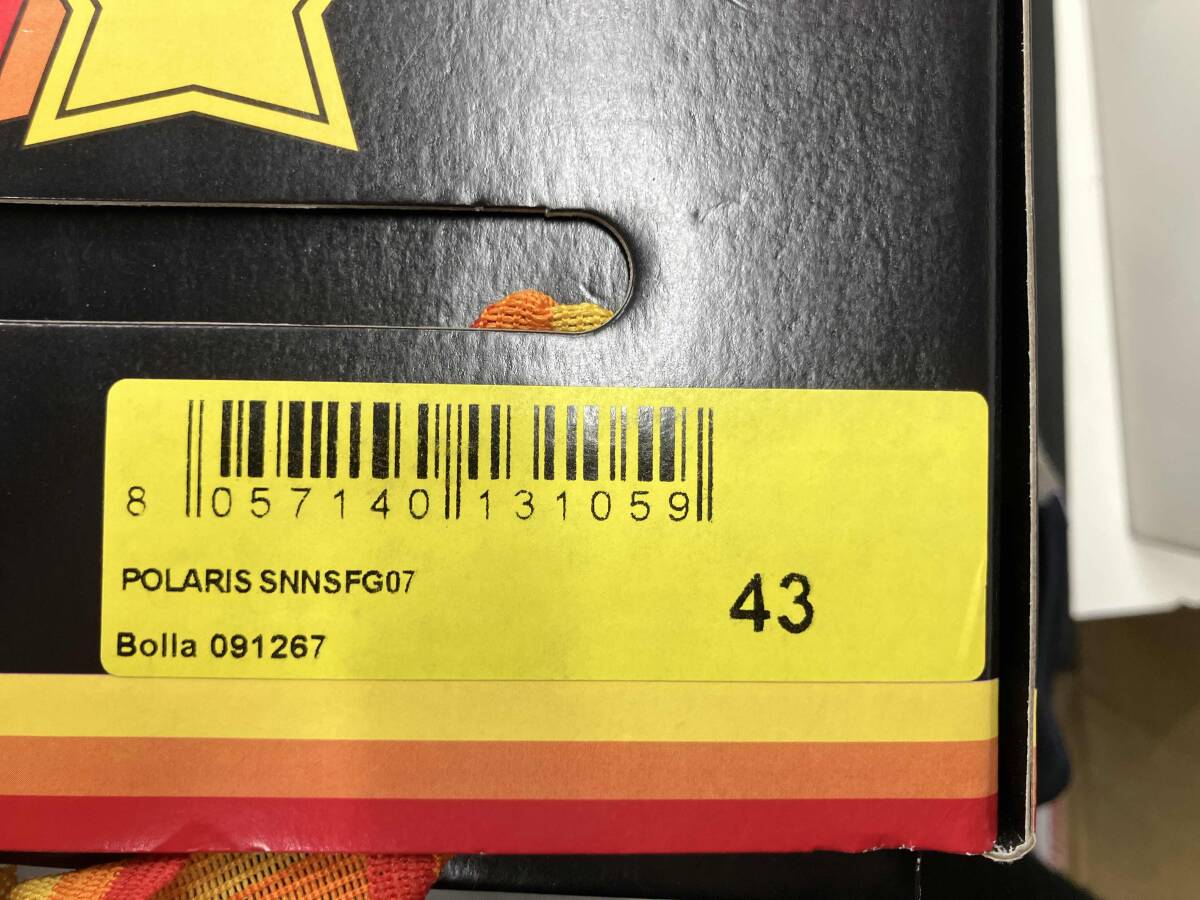 8 057140 131059
POLARIS SNNSFG07
43
Bolla 091267